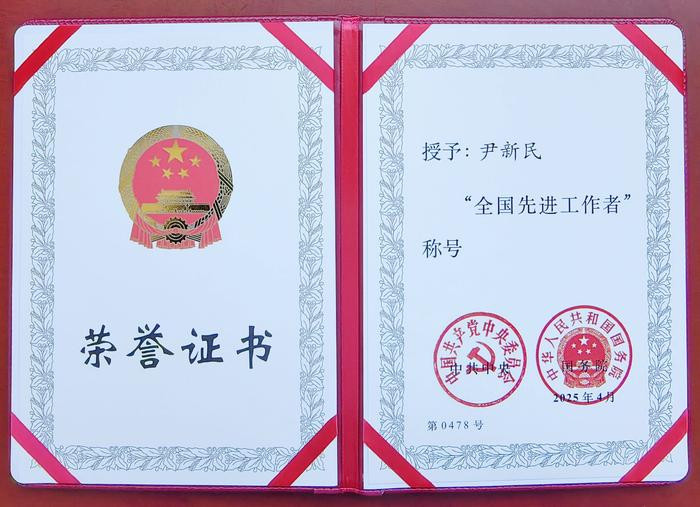 荣誉证书
授予：尹新民
“全国先进工作者”
称号
中国共产党中央委员会
中共中央
中华人民共和国国务院
国务院
2025年4月
第0478号